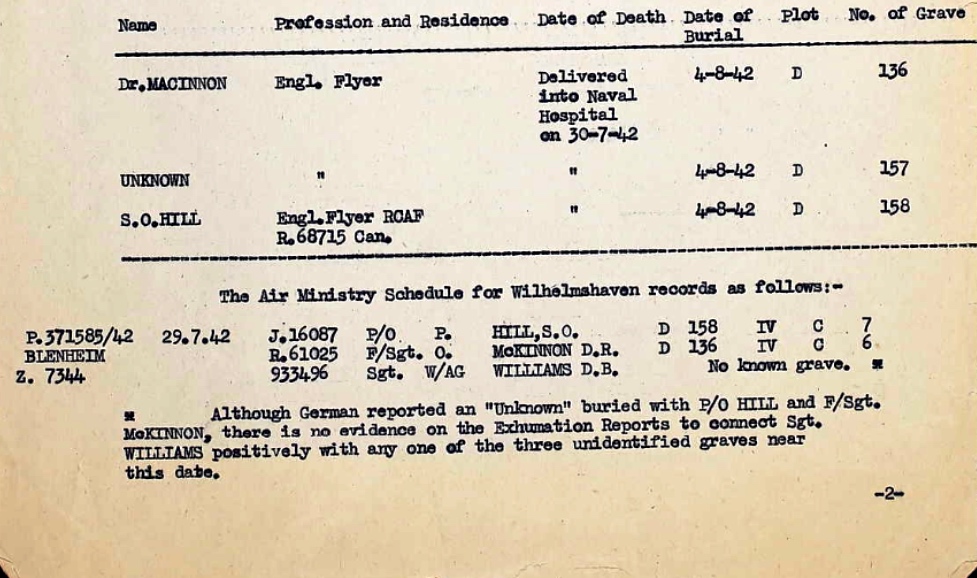 Name Profession and Residence Date of Death Date of Plot No. of Grave
Burial
Dr.MACINNON Engl. Flyer Delivered 4-8-42 D 136
into Naval
Hospital
on 30-7-42
UNKNOWN " " 4-8-42 D 157
S.O.HILL Engl.Flyer RCAF " 4-8-42 D 158
R.68715 Can.
The Air Ministry Schedule for Wilhelmshaven records as follows:-
P.371585/42 29.7.42 J.16087 P/O P. HILL,S.O. D 158 IV C 7
BLENHEIM R.61025 F/Sgt. O. McKINNON D.R. D 136 IV C 6
Z. 7344 933496 Sgt. W/AG WILLIAMS D.B. No known grave. *
* Although German reported an "Unknown" buried with P/O HILL and F/Sgt.
McKINNON, there is no evidence on the Exhumation Reports to connect Sgt.
WILLIAMS positively with any one of the three unidentified graves near
this date.
-2-